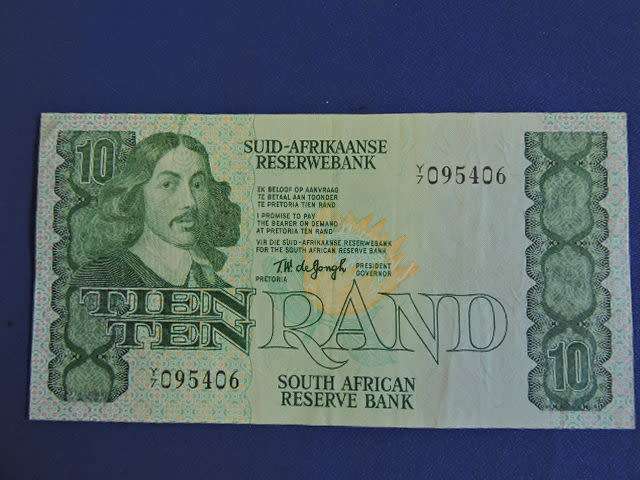 10
SUID-AFRIKAANSE
RESERWEBANK
Y/7 095406
EK BELOOF OP AANVRAAG
TE BETAAL AAN TOONDER
TE PRETORIA TIEN RAND
I PROMISE TO PAY
THE BEARER ON DEMAND
AT PRETORIA TEN RAND
VIR DIE SUID-AFRIKAANSE RESERWEBANK
FOR THE SOUTH AFRICAN RESERVE BANK
T.W. de Jongh PRESIDENT
GOVERNOR
PRETORIA
TIEN
TEN
RAND
10
Y/7 095406
SOUTH AFRICAN
RESERVE BANK